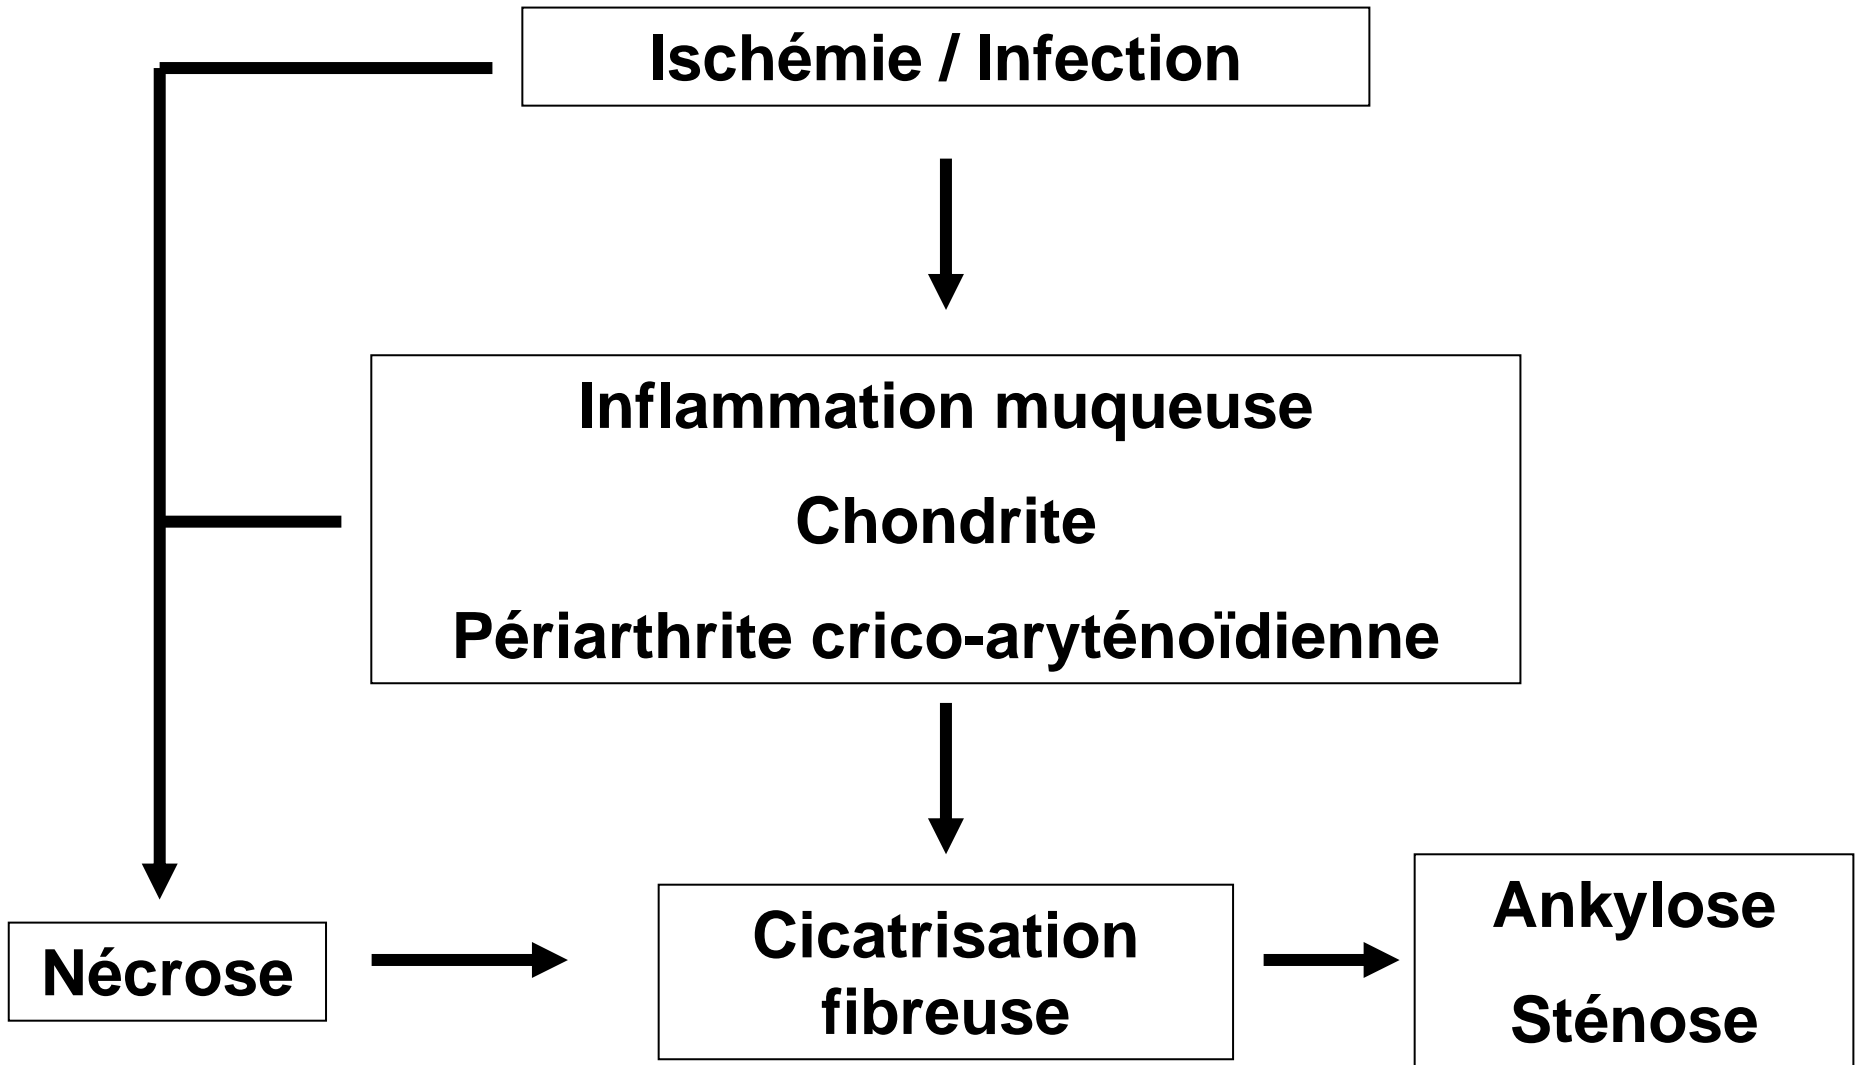 Ischémie / Infection
Inflammation muqueuse
Chondrite
Périarthrite crico-aryténoïdienne
Nécrose
Cicatrisation
fibreuse
Ankylose
Sténose